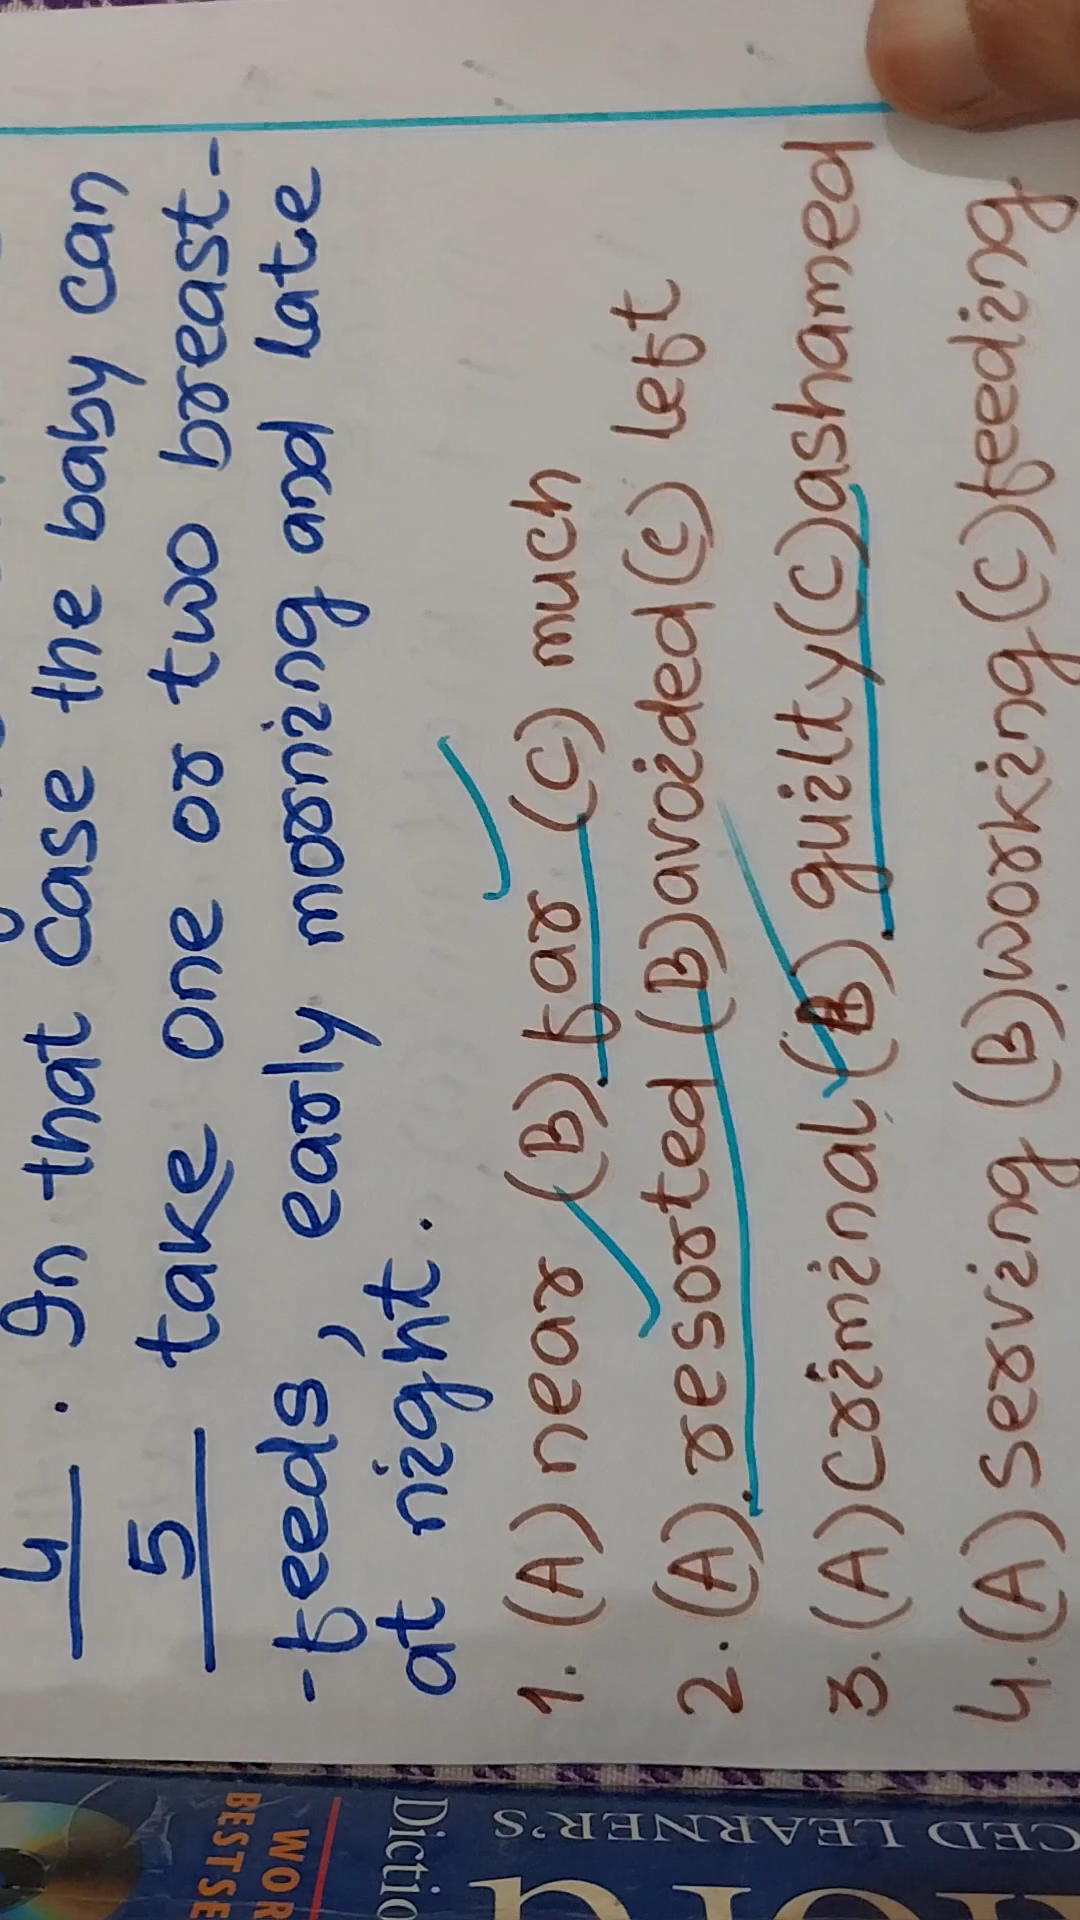 4. In that case the baby can
5 take one or two breast-
-feeds, early morning and late
at night.
1. (A) near (B) far (C) much
2. (A) resorted (B) avoided (C) left
3. (A) Criminal (B) guilty (C) ashamed
4. (A) Serving (B) working (C) feeding
CED LEARNER'S
Dictio
WOR
BESTSE